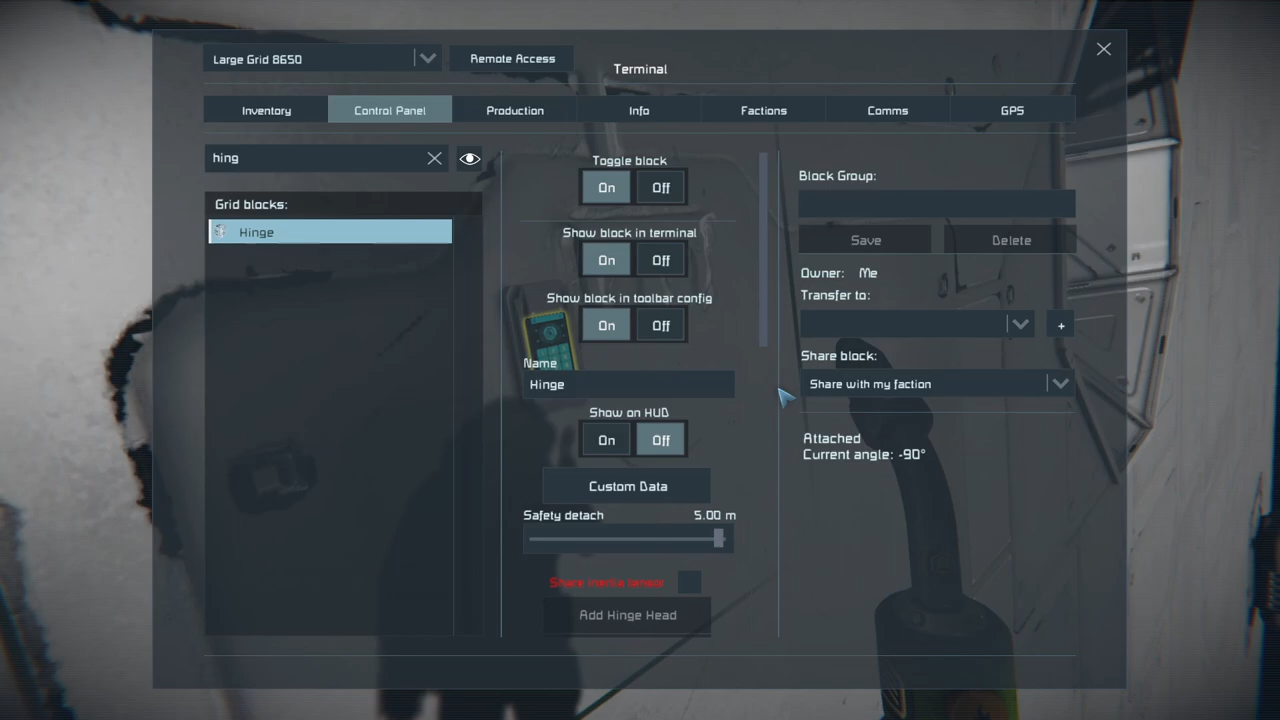 Large Grid 8650
Remote Access
Terminal
Inventory
Control Panel
Production
Info
Factions
Comms
GPS
hing
Grid blocks:
Hinge
Toggle block
On Off
Show block in terminal
On Off
Show block in toolbar config
On Off
Name
Hinge
Show on HUD
On Off
Custom Data
Safety detach 5.00 m
Share inertia tensor
Add Hinge Head
Block Group:
Save Delete
Owner: Me
Transfer to:
+
Share block:
Share with my faction
Attached
Current angle: -90°